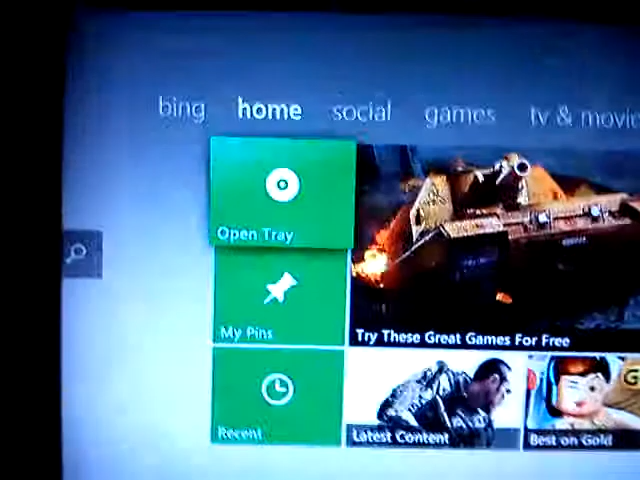 bing home social games tv & movie
Open Tray
My Pins
Try These Great Games For Free
Recent
Latest Content
Best on Gold
G